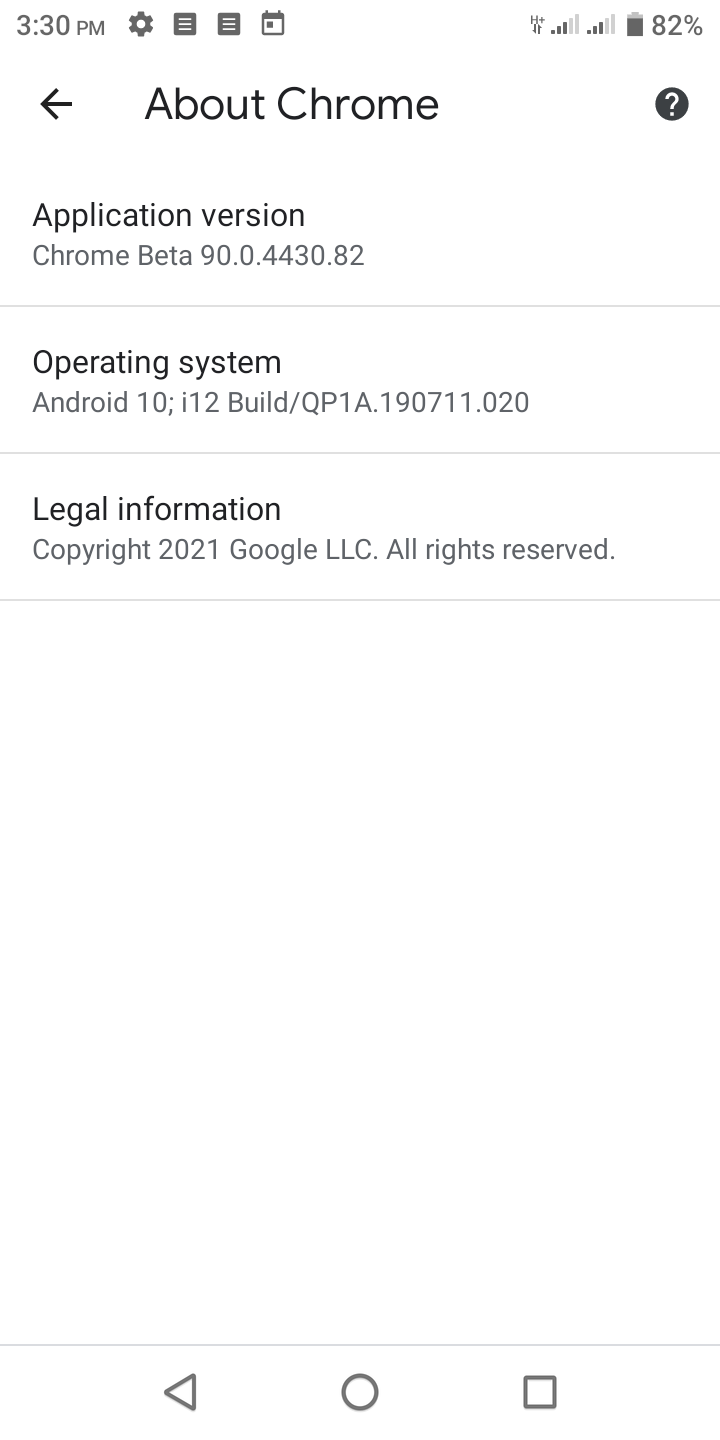 3:30 PM
H+
82%
About Chrome
Application version
Chrome Beta 90.0.4430.82
Operating system
Android 10; i12 Build/QP1A.190711.020
Legal information
Copyright 2021 Google LLC. All rights reserved.